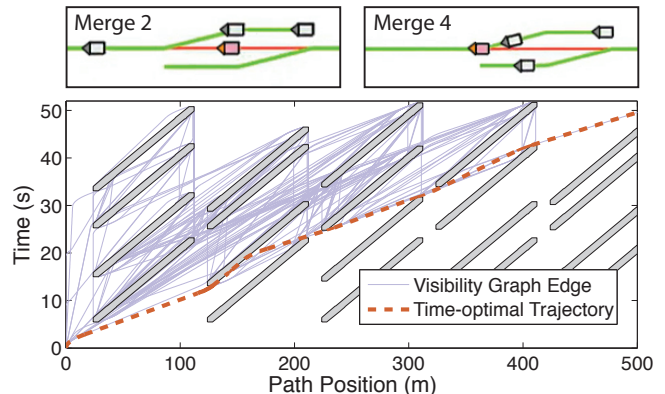 Merge 2
Merge 4
50
40
30
20
10
0
Time (s)
Visibility Graph Edge
Time-optimal Trajectory
0
100
200
300
400
500
Path Position (m)